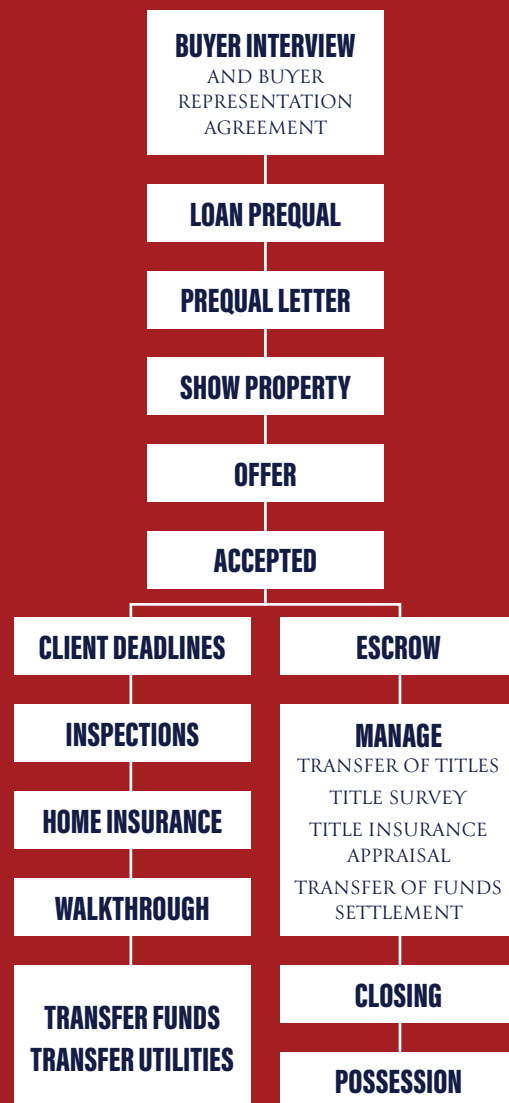 BUYER INTERVIEW
AND BUYER
REPRESENTATION
AGREEMENT
LOAN PREQUAL
PREQUAL LETTER
SHOW PROPERTY
OFFER
ACCEPTED
CLIENT DEADLINES
INSPECTIONS
HOME INSURANCE
WALKTHROUGH
TRANSFER FUNDS
TRANSFER UTILITIES
ESCROW
MANAGE
TRANSFER OF TITLES
TITLE SURVEY
TITLE INSURANCE
APPRAISAL
TRANSFER OF FUNDS
SETTLEMENT
CLOSING
POSSESSION